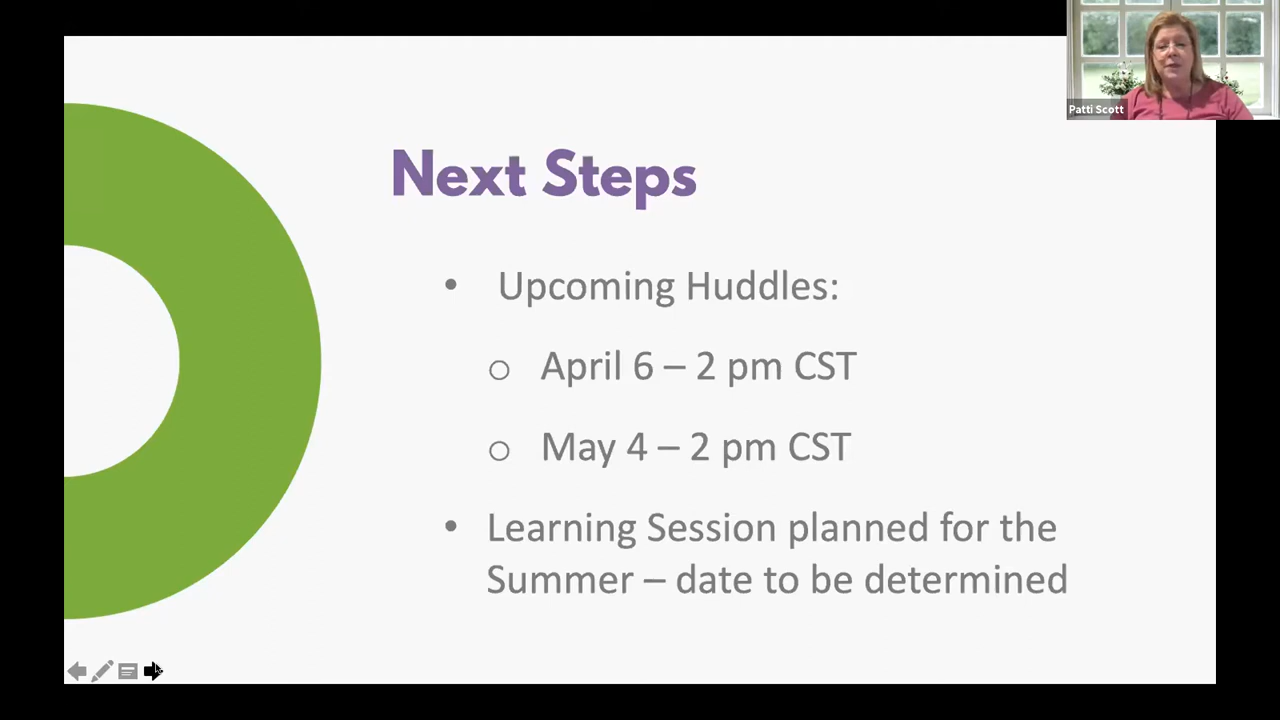 Patti Scott
Next Steps
• Upcoming Huddles:
o April 6 – 2 pm CST
o May 4 – 2 pm CST
• Learning Session planned for the
Summer – date to be determined